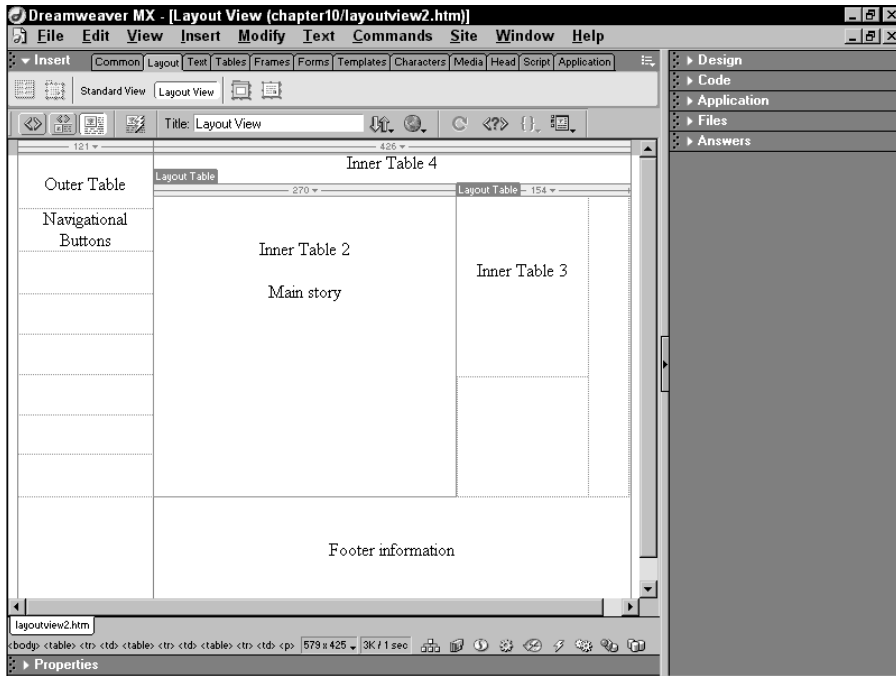 Dreamweaver MX - [Layout View (chapter10/layoutview2.htm)]
File Edit View Insert Modify Text Commands Site Window Help
Insert Common Layout Text Tables Frames Forms Templates Characters Media Head Script Application
Standard View Layout View
Title: Layout View
121 426
Inner Table 4
Outer Table
Layout Table
270
Layout Table 154
Navigational
Buttons
Inner Table 2
Inner Table 3
Main story
Footer information
layoutview2.htm
<body> <table> <tr> <td> <table> <tr> <td> <table> <tr> <td> <p> 579 x 425 3K / 1 sec
Properties
Design
Code
Application
Files
Answers